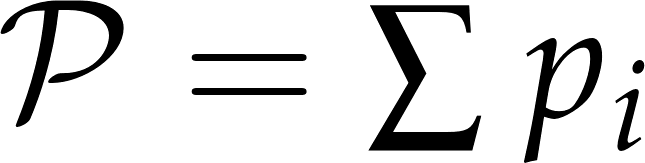 𝒫 = ∑ pᵢ